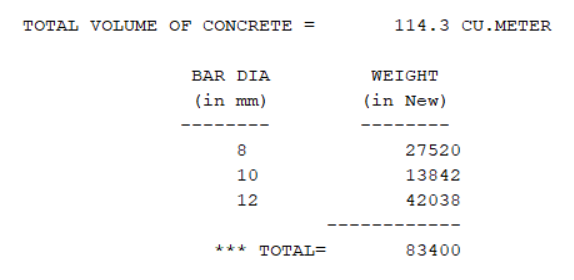 TOTAL VOLUME OF CONCRETE = 114.3 CU.METER
BAR DIA WEIGHT
(in mm) (in New)
-------- --------
8 27520
10 13842
12 42038
------------
*** TOTAL= 83400